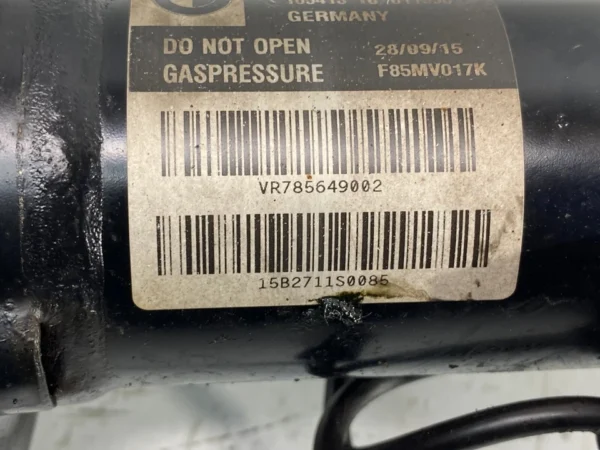 GERMANY
DO NOT OPEN 28/09/15
GASPRESSURE F85MV017K
VR785649002
15B2711S0085